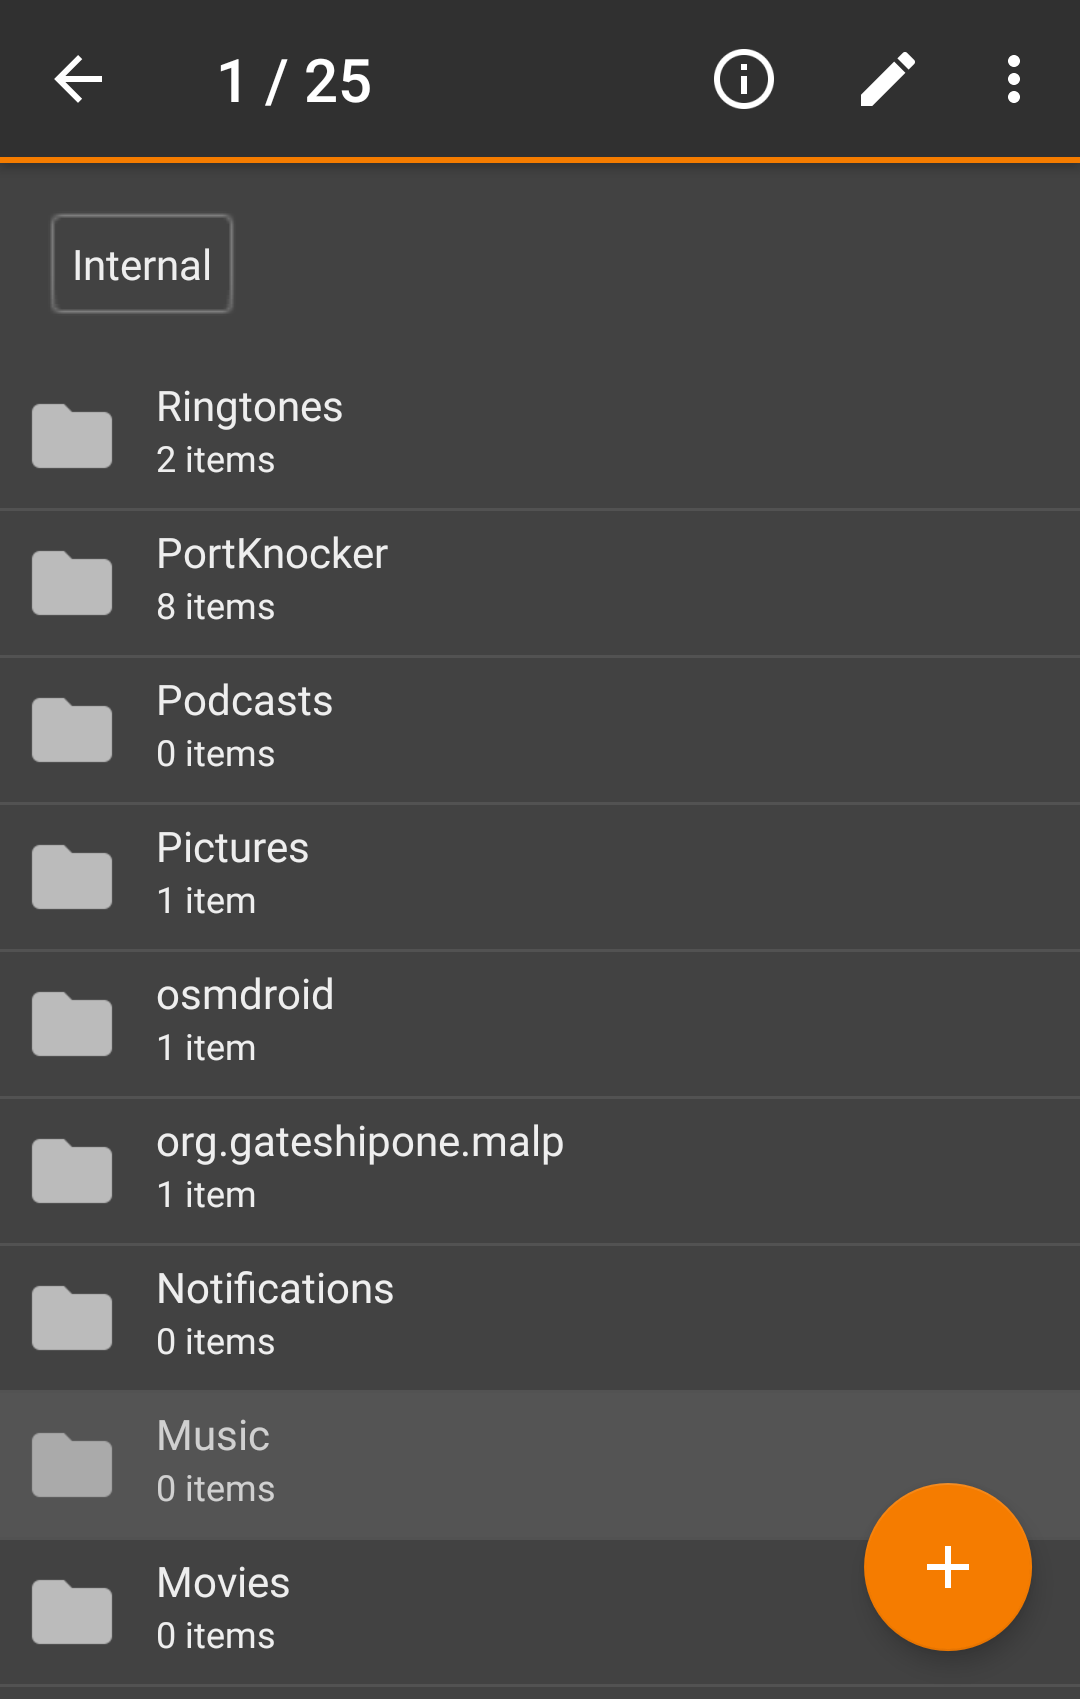 1 / 25
Internal
Ringtones
2 items
PortKnocker
8 items
Podcasts
0 items
Pictures
1 item
osmdroid
1 item
org.gateshipone.malp
1 item
Notifications
0 items
Music
0 items
Movies
0 items